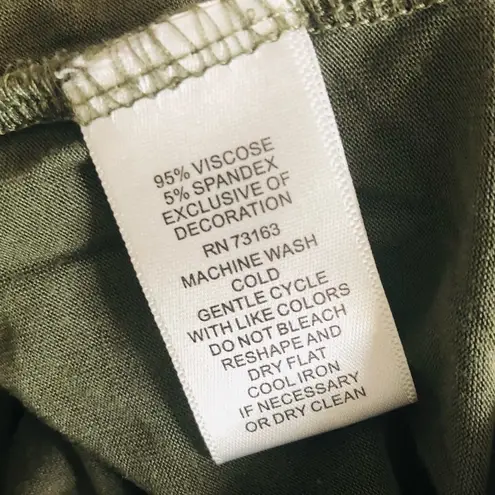 95% VISCOSE
5% SPANDEX
EXCLUSIVE OF
DECORATION
RN 73163
MACHINE WASH
COLD
GENTLE CYCLE
WITH LIKE COLORS
DO NOT BLEACH
RESHAPE AND
DRY FLAT
COOL IRON
IF NECESSARY
OR DRY CLEAN